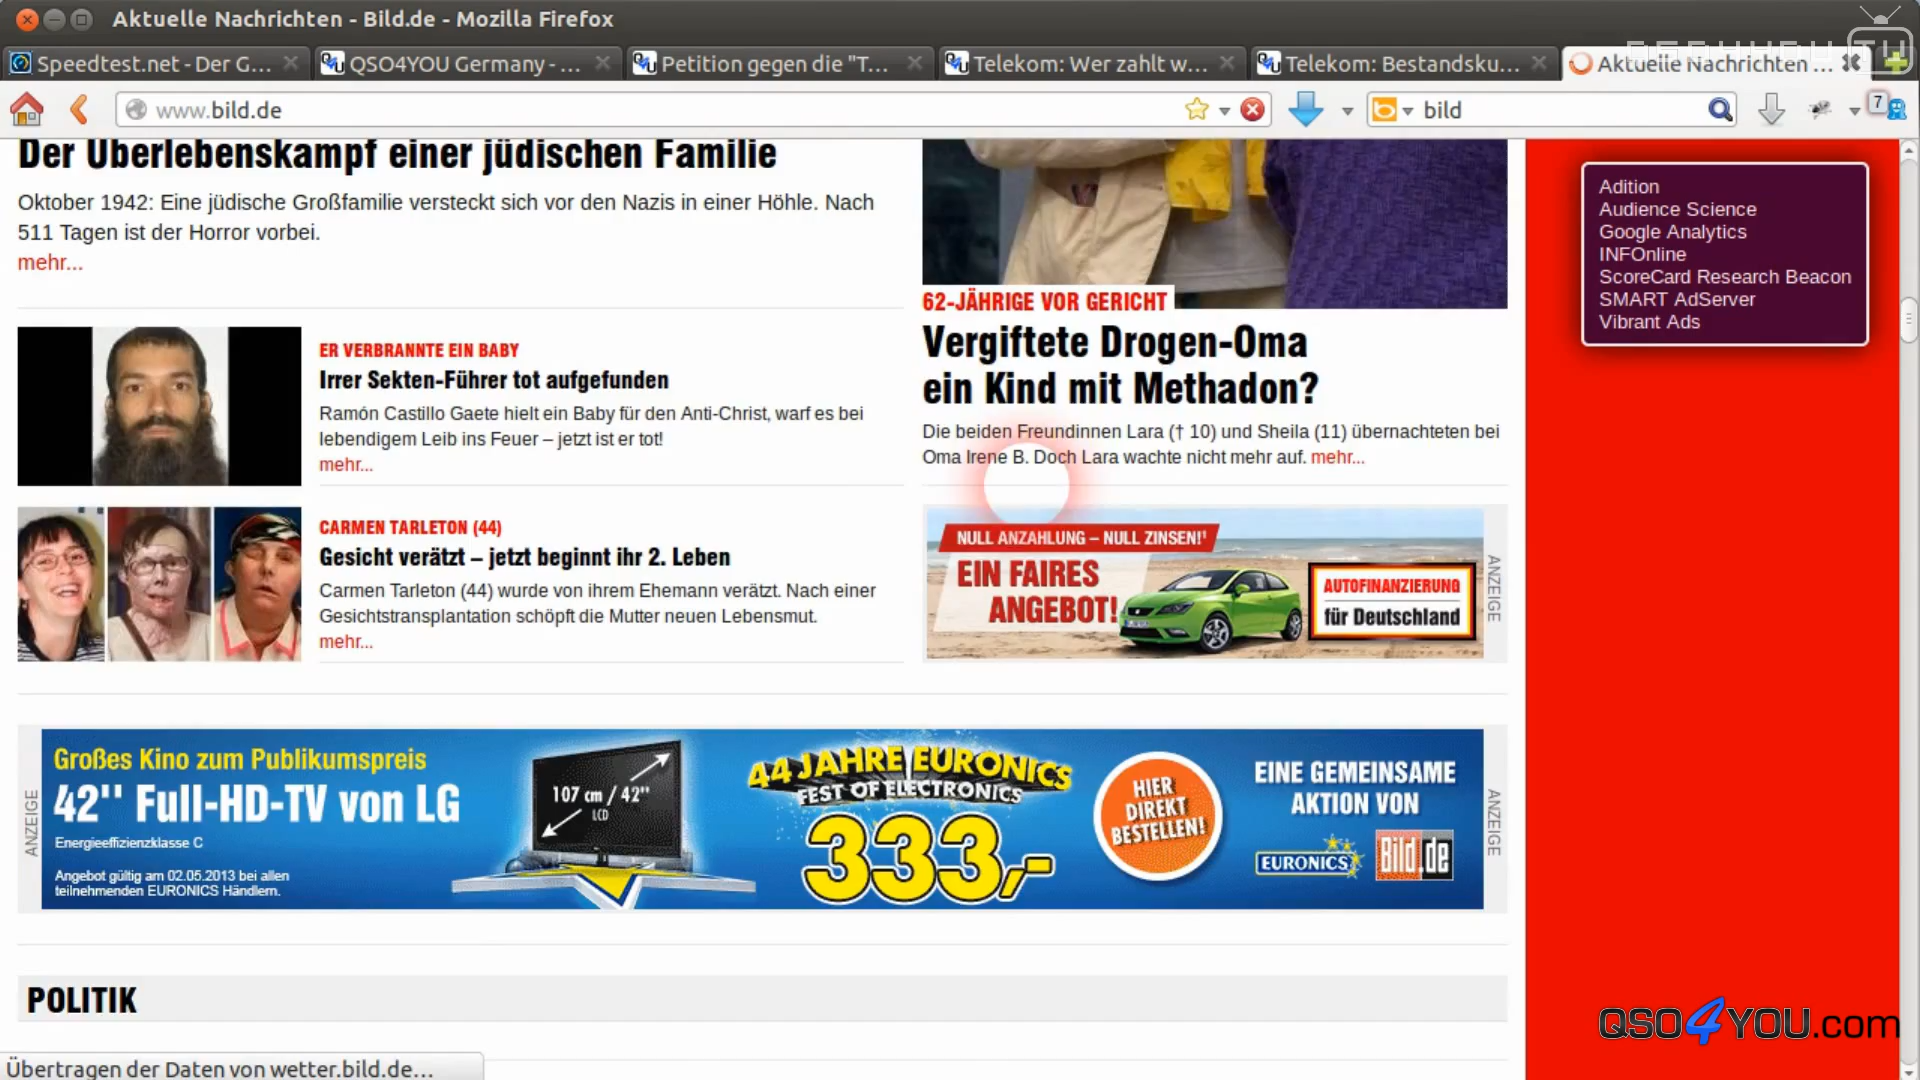 Aktuelle Nachrichten - Bild.de - Mozilla Firefox
Speedtest.net - Der G...
QSO4YOU Germany - ...
Petition gegen die "T...
Telekom: Wer zahlt w...
Telekom: Bestandsku...
Aktuelle Nachrichten ...
QSO4YOU TV
www.bild.de
bild
7
Der Überlebenskampf einer jüdischen Familie
Oktober 1942: Eine jüdische Großfamilie versteckt sich vor den Nazis in einer Höhle. Nach
511 Tagen ist der Horror vorbei.
mehr...
ER VERBRANNTE EIN BABY
Irrer Sekten-Führer tot aufgefunden
Ramón Castillo Gaete hielt ein Baby für den Anti-Christ, warf es bei
lebendigem Leib ins Feuer – jetzt ist er tot!
mehr...
CARMEN TARLETON (44)
Gesicht verätzt – jetzt beginnt ihr 2. Leben
Carmen Tarleton (44) wurde von ihrem Ehemann verätzt. Nach einer
Gesichtstransplantation schöpft die Mutter neuen Lebensmut.
mehr...
62-JÄHRIGE VOR GERICHT
Vergiftete Drogen-Oma
ein Kind mit Methadon?
Die beiden Freundinnen Lara († 10) und Sheila (11) übernachteten bei
Oma Irene B. Doch Lara wachte nicht mehr auf. mehr...
NULL ANZAHLUNG – NULL ZINSEN!¹
EIN FAIRES
ANGEBOT!
AUTOFINANZIERUNG
für Deutschland
ANZEIGE
Adition
Audience Science
Google Analytics
INFOnline
ScoreCard Research Beacon
SMART AdServer
Vibrant Ads
ANZEIGE
Großes Kino zum Publikumspreis
42'' Full-HD-TV von LG
Energieeffizienzklasse C
Angebot gültig am 02.05.2013 bei allen
teilnehmenden EURONICS Händlern.
107 cm / 42''
LCD
44 JAHRE EURONICS
FEST OF ELECTRONICS
333,-
HIER
DIREKT
BESTELLEN!
EINE GEMEINSAME
AKTION VON
EURONICS
Bild.de
ANZEIGE
POLITIK
QSO4YOU.com
Übertragen der Daten von wetter.bild.de...